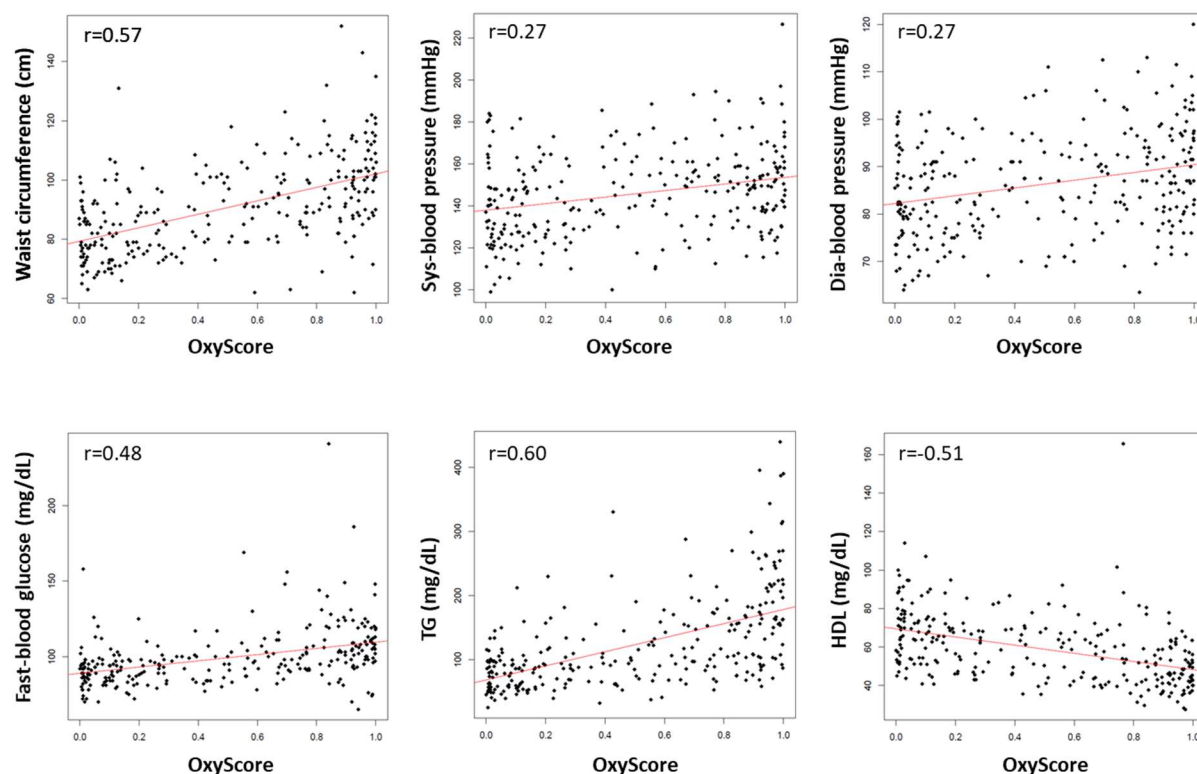 r=0.57
Waist circumference (cm)
60 80 100 120 140
0.0 0.2 0.4 0.6 0.8 1.0
OxyScore
r=0.27
Sys-blood pressure (mmHg)
100 120 140 160 180 200 220
0.0 0.2 0.4 0.6 0.8 1.0
OxyScore
r=0.27
Dia-blood pressure (mmHg)
70 80 90 100 110 120
0.0 0.2 0.4 0.6 0.8 1.0
OxyScore
r=0.48
Fast-blood glucose (mg/dL)
100 150 200
0.0 0.2 0.4 0.6 0.8 1.0
OxyScore
r=0.60
TG (mg/dL)
100 200 300 400
0.0 0.2 0.4 0.6 0.8 1.0
OxyScore
r=-0.51
HDL (mg/dL)
40 60 80 100 120 140 160
0.0 0.2 0.4 0.6 0.8 1.0
OxyScore